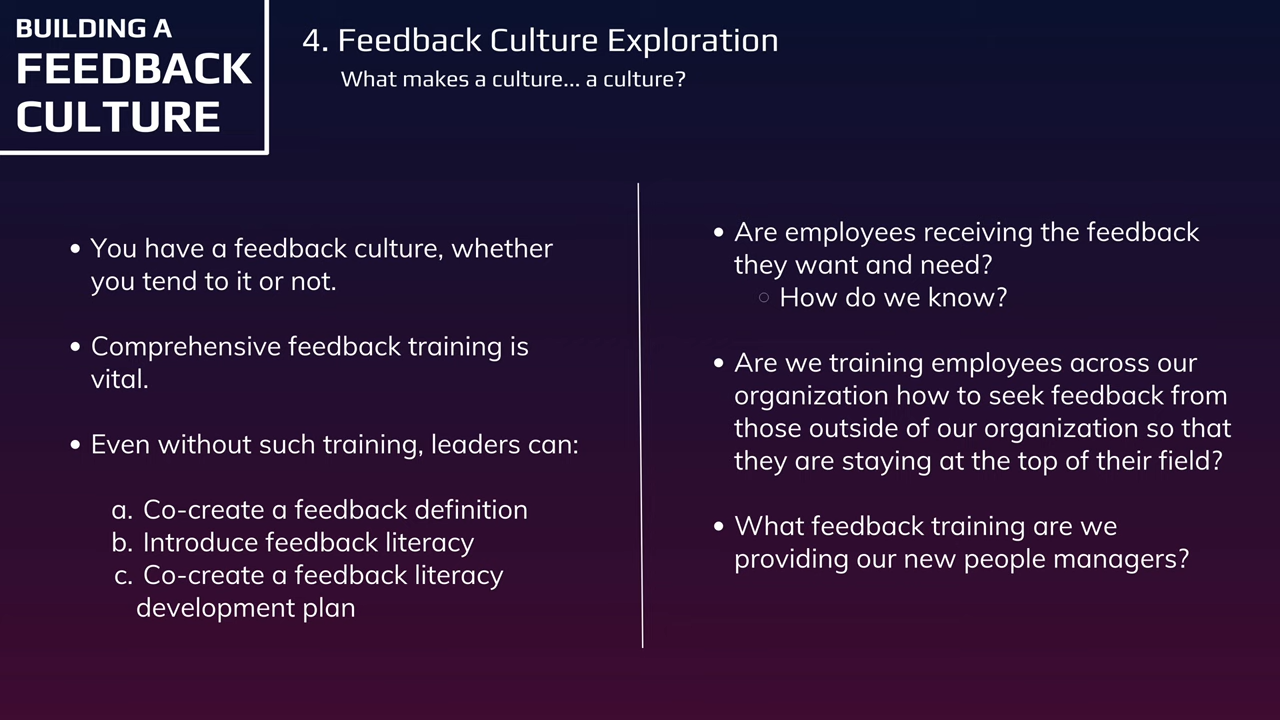 BUILDING A
FEEDBACK
CULTURE
4. Feedback Culture Exploration
What makes a culture... a culture?
• You have a feedback culture, whether
you tend to it or not.
• Comprehensive feedback training is
vital.
• Even without such training, leaders can:
a. Co-create a feedback definition
b. Introduce feedback literacy
c. Co-create a feedback literacy
development plan
• Are employees receiving the feedback
they want and need?
○ How do we know?
• Are we training employees across our
organization how to seek feedback from
those outside of our organization so that
they are staying at the top of their field?
• What feedback training are we
providing our new people managers?